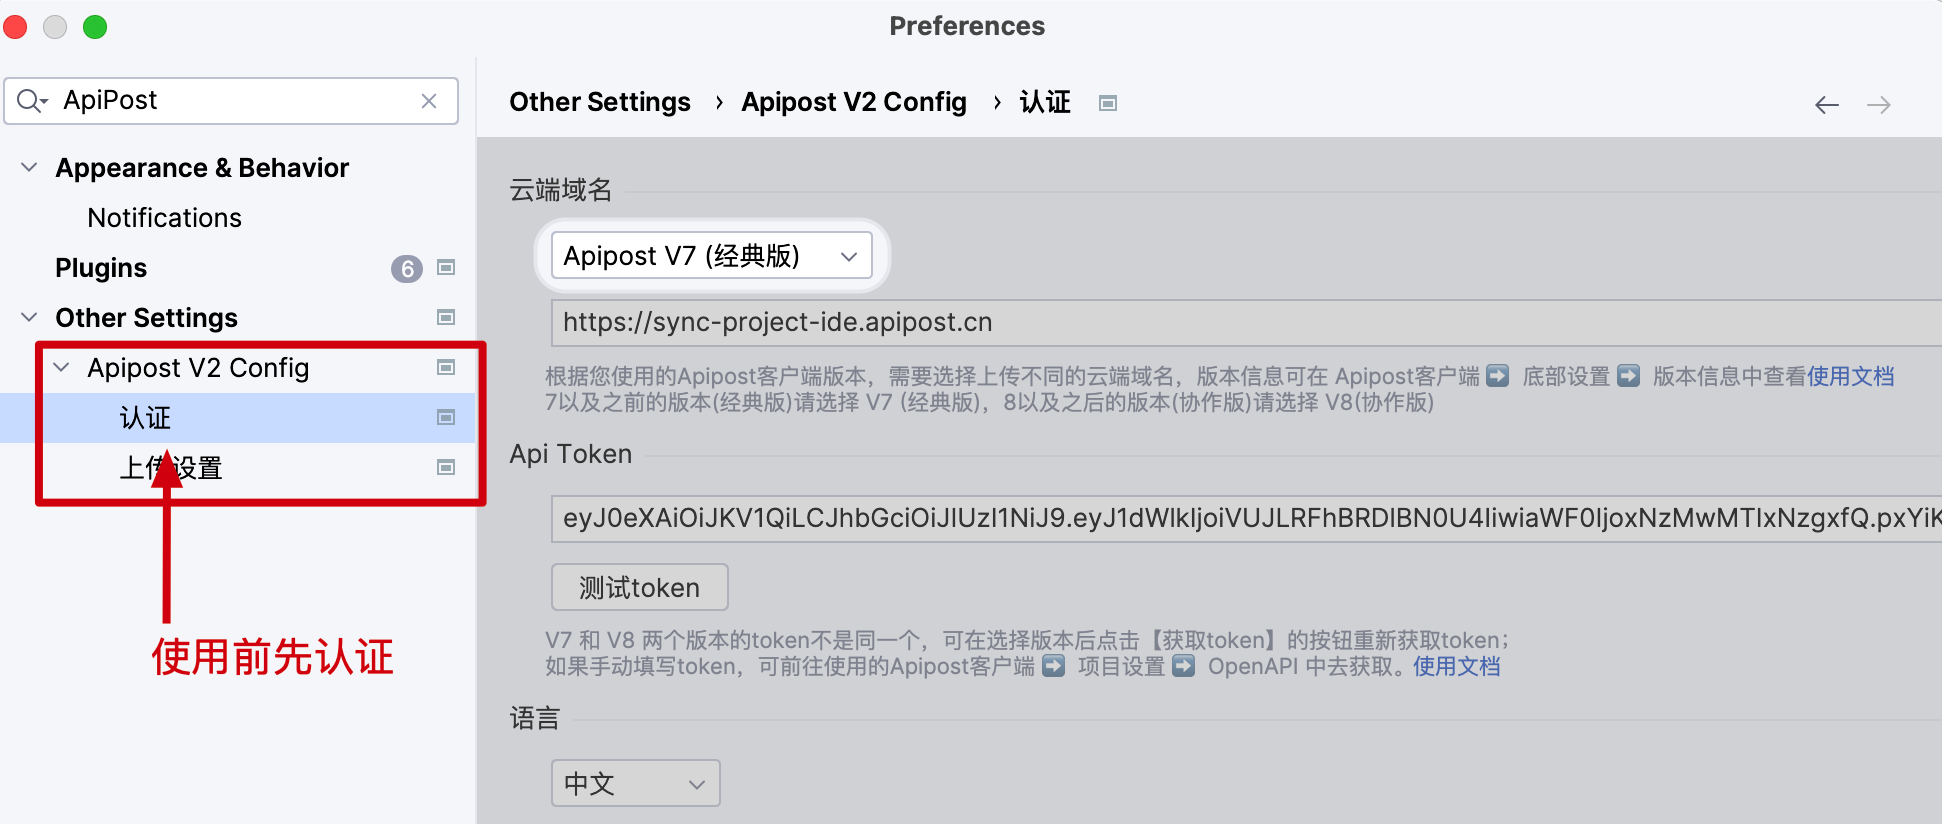 Preferences
ApiPost
Appearance & Behavior
Notifications
Plugins
6
Other Settings
Apipost V2 Config
认证
上传设置
使用前先认证
Other Settings › Apipost V2 Config › 认证
云端域名
Apipost V7 (经典版)
https://sync-project-ide.apipost.cn
根据您使用的Apipost客户端版本，需要选择上传不同的云端域名，版本信息可在 Apipost客户端 ➡ 底部设置 ➡ 版本信息中查看使用文档
7以及之前的版本(经典版)请选择 V7 (经典版)，8以及之后的版本(协作版)请选择 V8(协作版)
Api Token
eyJ0eXAiOiJKV1QiLCJhbGciOiJIUzI1NiJ9.eyJ1dWlkIjoiVUJLRFhBRDlBN0U4IiwiaWF0IjoxNzMwMTIxNzgxfQ.pxYiK
测试token
V7 和 V8 两个版本的token不是同一个，可在选择版本后点击【获取token】的按钮重新获取token；
如果手动填写token，可前往使用的Apipost客户端 ➡ 项目设置 ➡ OpenAPI 中去获取。使用文档
语言
中文